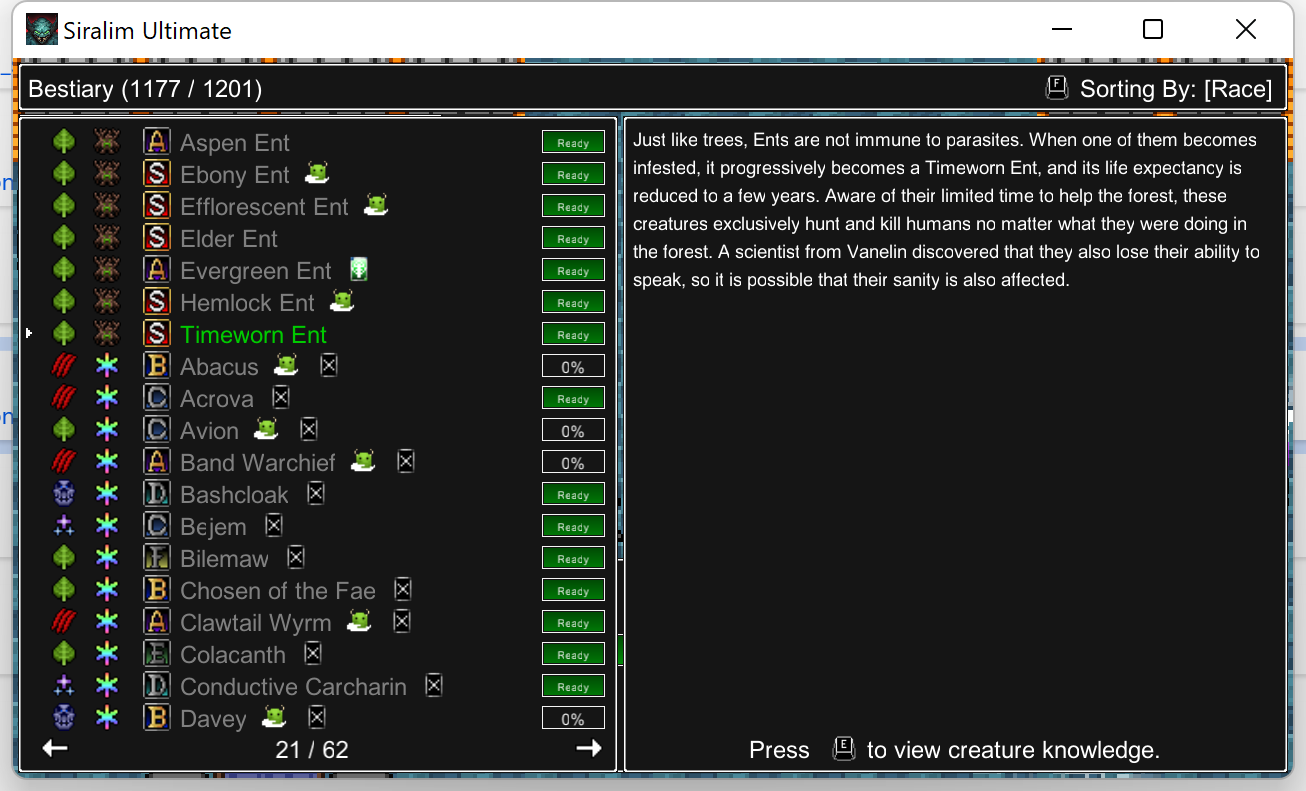 Siralim Ultimate
Bestiary (1177 / 1201)
F Sorting By: [Race]
A Aspen Ent Ready
S Ebony Ent Ready
S Efflorescent Ent Ready
S Elder Ent Ready
A Evergreen Ent Ready
S Hemlock Ent Ready
S Timeworn Ent Ready
B Abacus 0%
C Acrova Ready
C Avion 0%
A Band Warchief 0%
D Bashcloak Ready
C Bejem Ready
F Bilemaw Ready
B Chosen of the Fae Ready
A Clawtail Wyrm Ready
E Colacanth Ready
D Conductive Carcharin Ready
B Davey 0%
21 / 62
Just like trees, Ents are not immune to parasites. When one of them becomes
infested, it progressively becomes a Timeworn Ent, and its life expectancy is
reduced to a few years. Aware of their limited time to help the forest, these
creatures exclusively hunt and kill humans no matter what they were doing in
the forest. A scientist from Vanelin discovered that they also lose their ability to
speak, so it is possible that their sanity is also affected.
Press E to view creature knowledge.